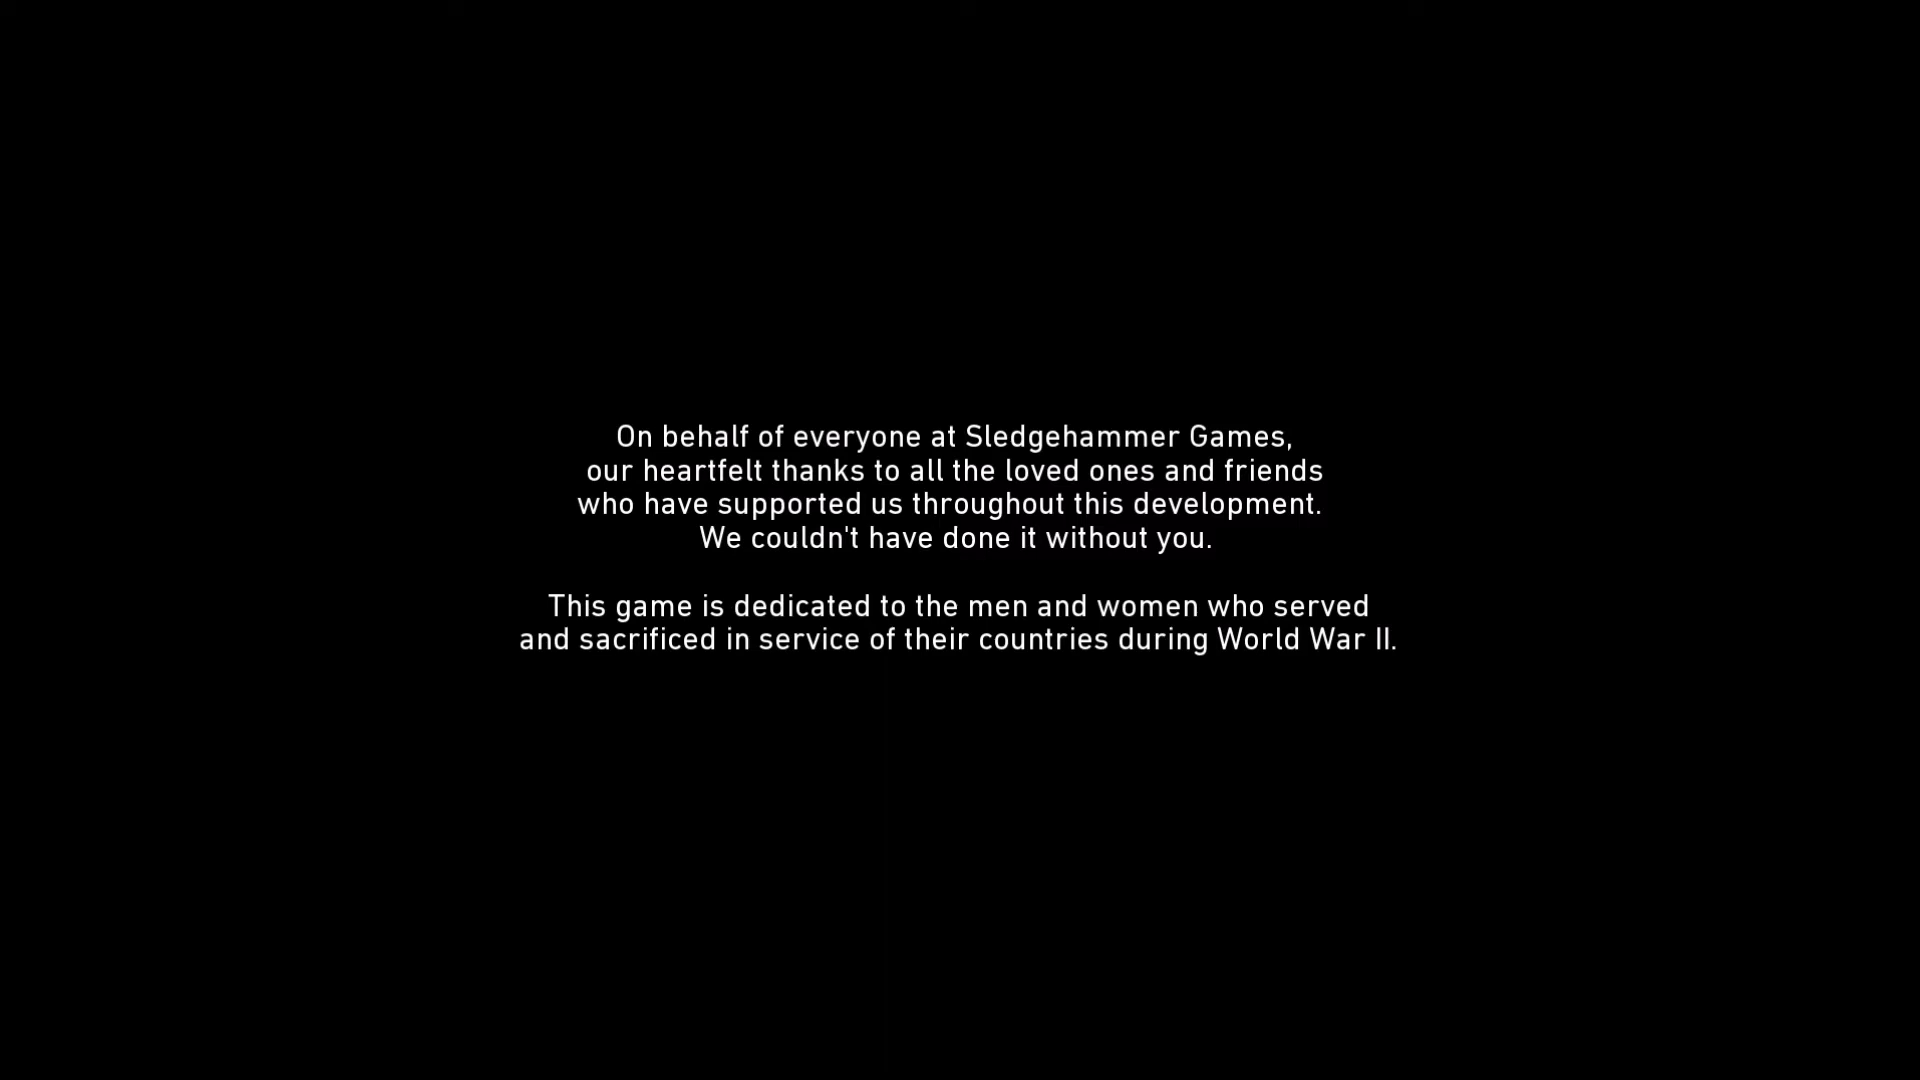 On behalf of everyone at Sledgehammer Games,
our heartfelt thanks to all the loved ones and friends
who have supported us throughout this development.
We couldn't have done it without you.
This game is dedicated to the men and women who served
and sacrificed in service of their countries during World War II.